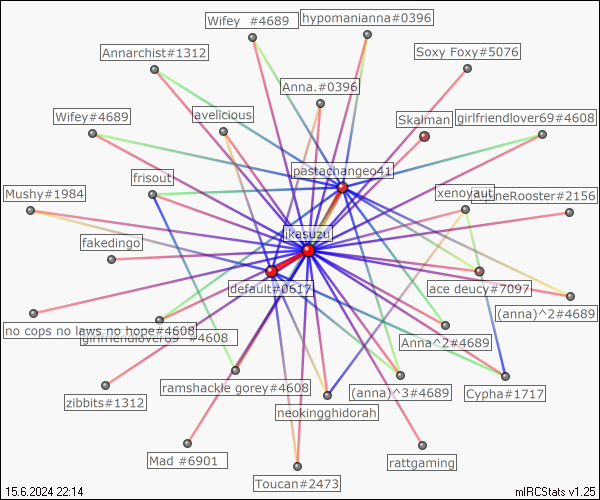 Wifey #4689
hypomanianna#0396
Annarchist#1312
Soxy Foxy#5076
Anna.#0396
Wifey#4689
avelicious
Skalman
girlfriendlover69#4608
frisout
pastachangeo41
Mushy#1984
xenoyaut
neRooster#2156
fakedingo
ikasuzu
default#0617
ace deucy#7097
(anna)^2#4689
no cops no laws no hope#4608
girlfriendlover69 #4608
Anna^2#4689
ramshackle gorey#4608
(anna)^3#4689
Cypha#1717
zibbits#1312
neokingghidorah
Mad #6901
rattgaming
Toucan#2473
15.6.2024 22:14
mIRCStats v1.25